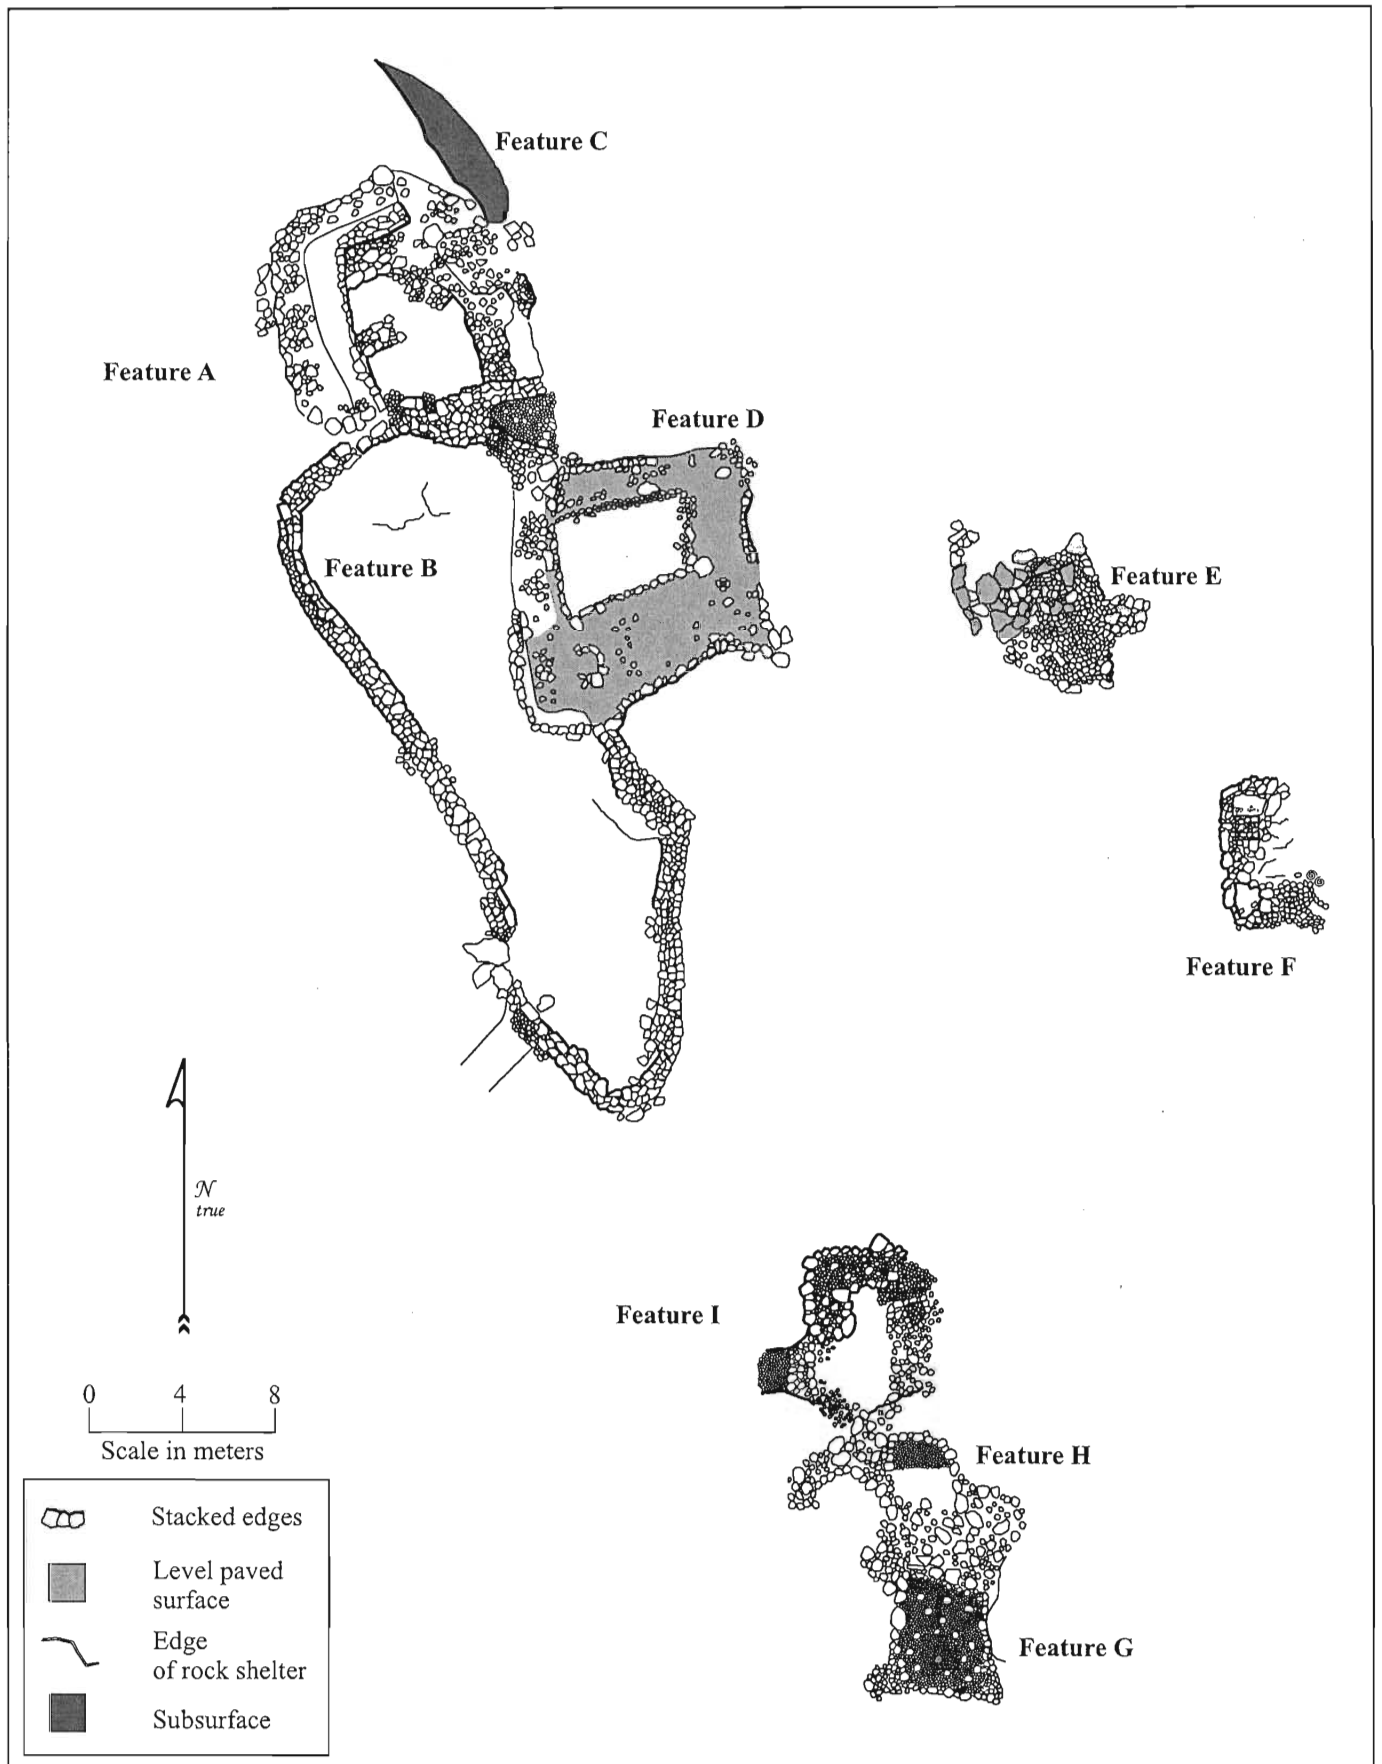 Feature C
Feature A
Feature D
Feature B
Feature E
Feature F
N
true
Feature I
0 4 8
Scale in meters
Feature H
Stacked edges
Level paved
surface
Edge
of rock shelter
Feature G
Subsurface